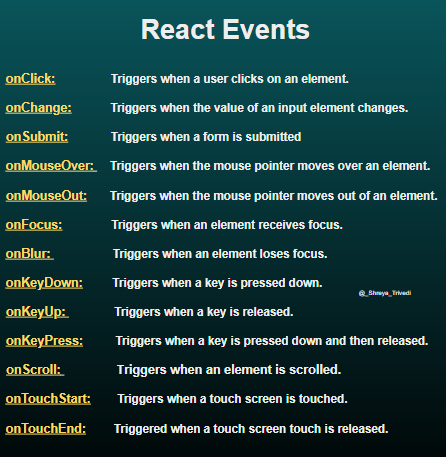 React Events
onClick: Triggers when a user clicks on an element.
onChange: Triggers when the value of an input element changes.
onSubmit: Triggers when a form is submitted
onMouseOver: Triggers when the mouse pointer moves over an element.
onMouseOut: Triggers when the mouse pointer moves out of an element.
onFocus: Triggers when an element receives focus.
onBlur: Triggers when an element loses focus.
onKeyDown: Triggers when a key is pressed down.
@_Shreya_Trivedi
onKeyUp: Triggers when a key is released.
onKeyPress: Triggers when a key is pressed down and then released.
onScroll: Triggers when an element is scrolled.
onTouchStart: Triggers when a touch screen is touched.
onTouchEnd: Triggered when a touch screen touch is released.